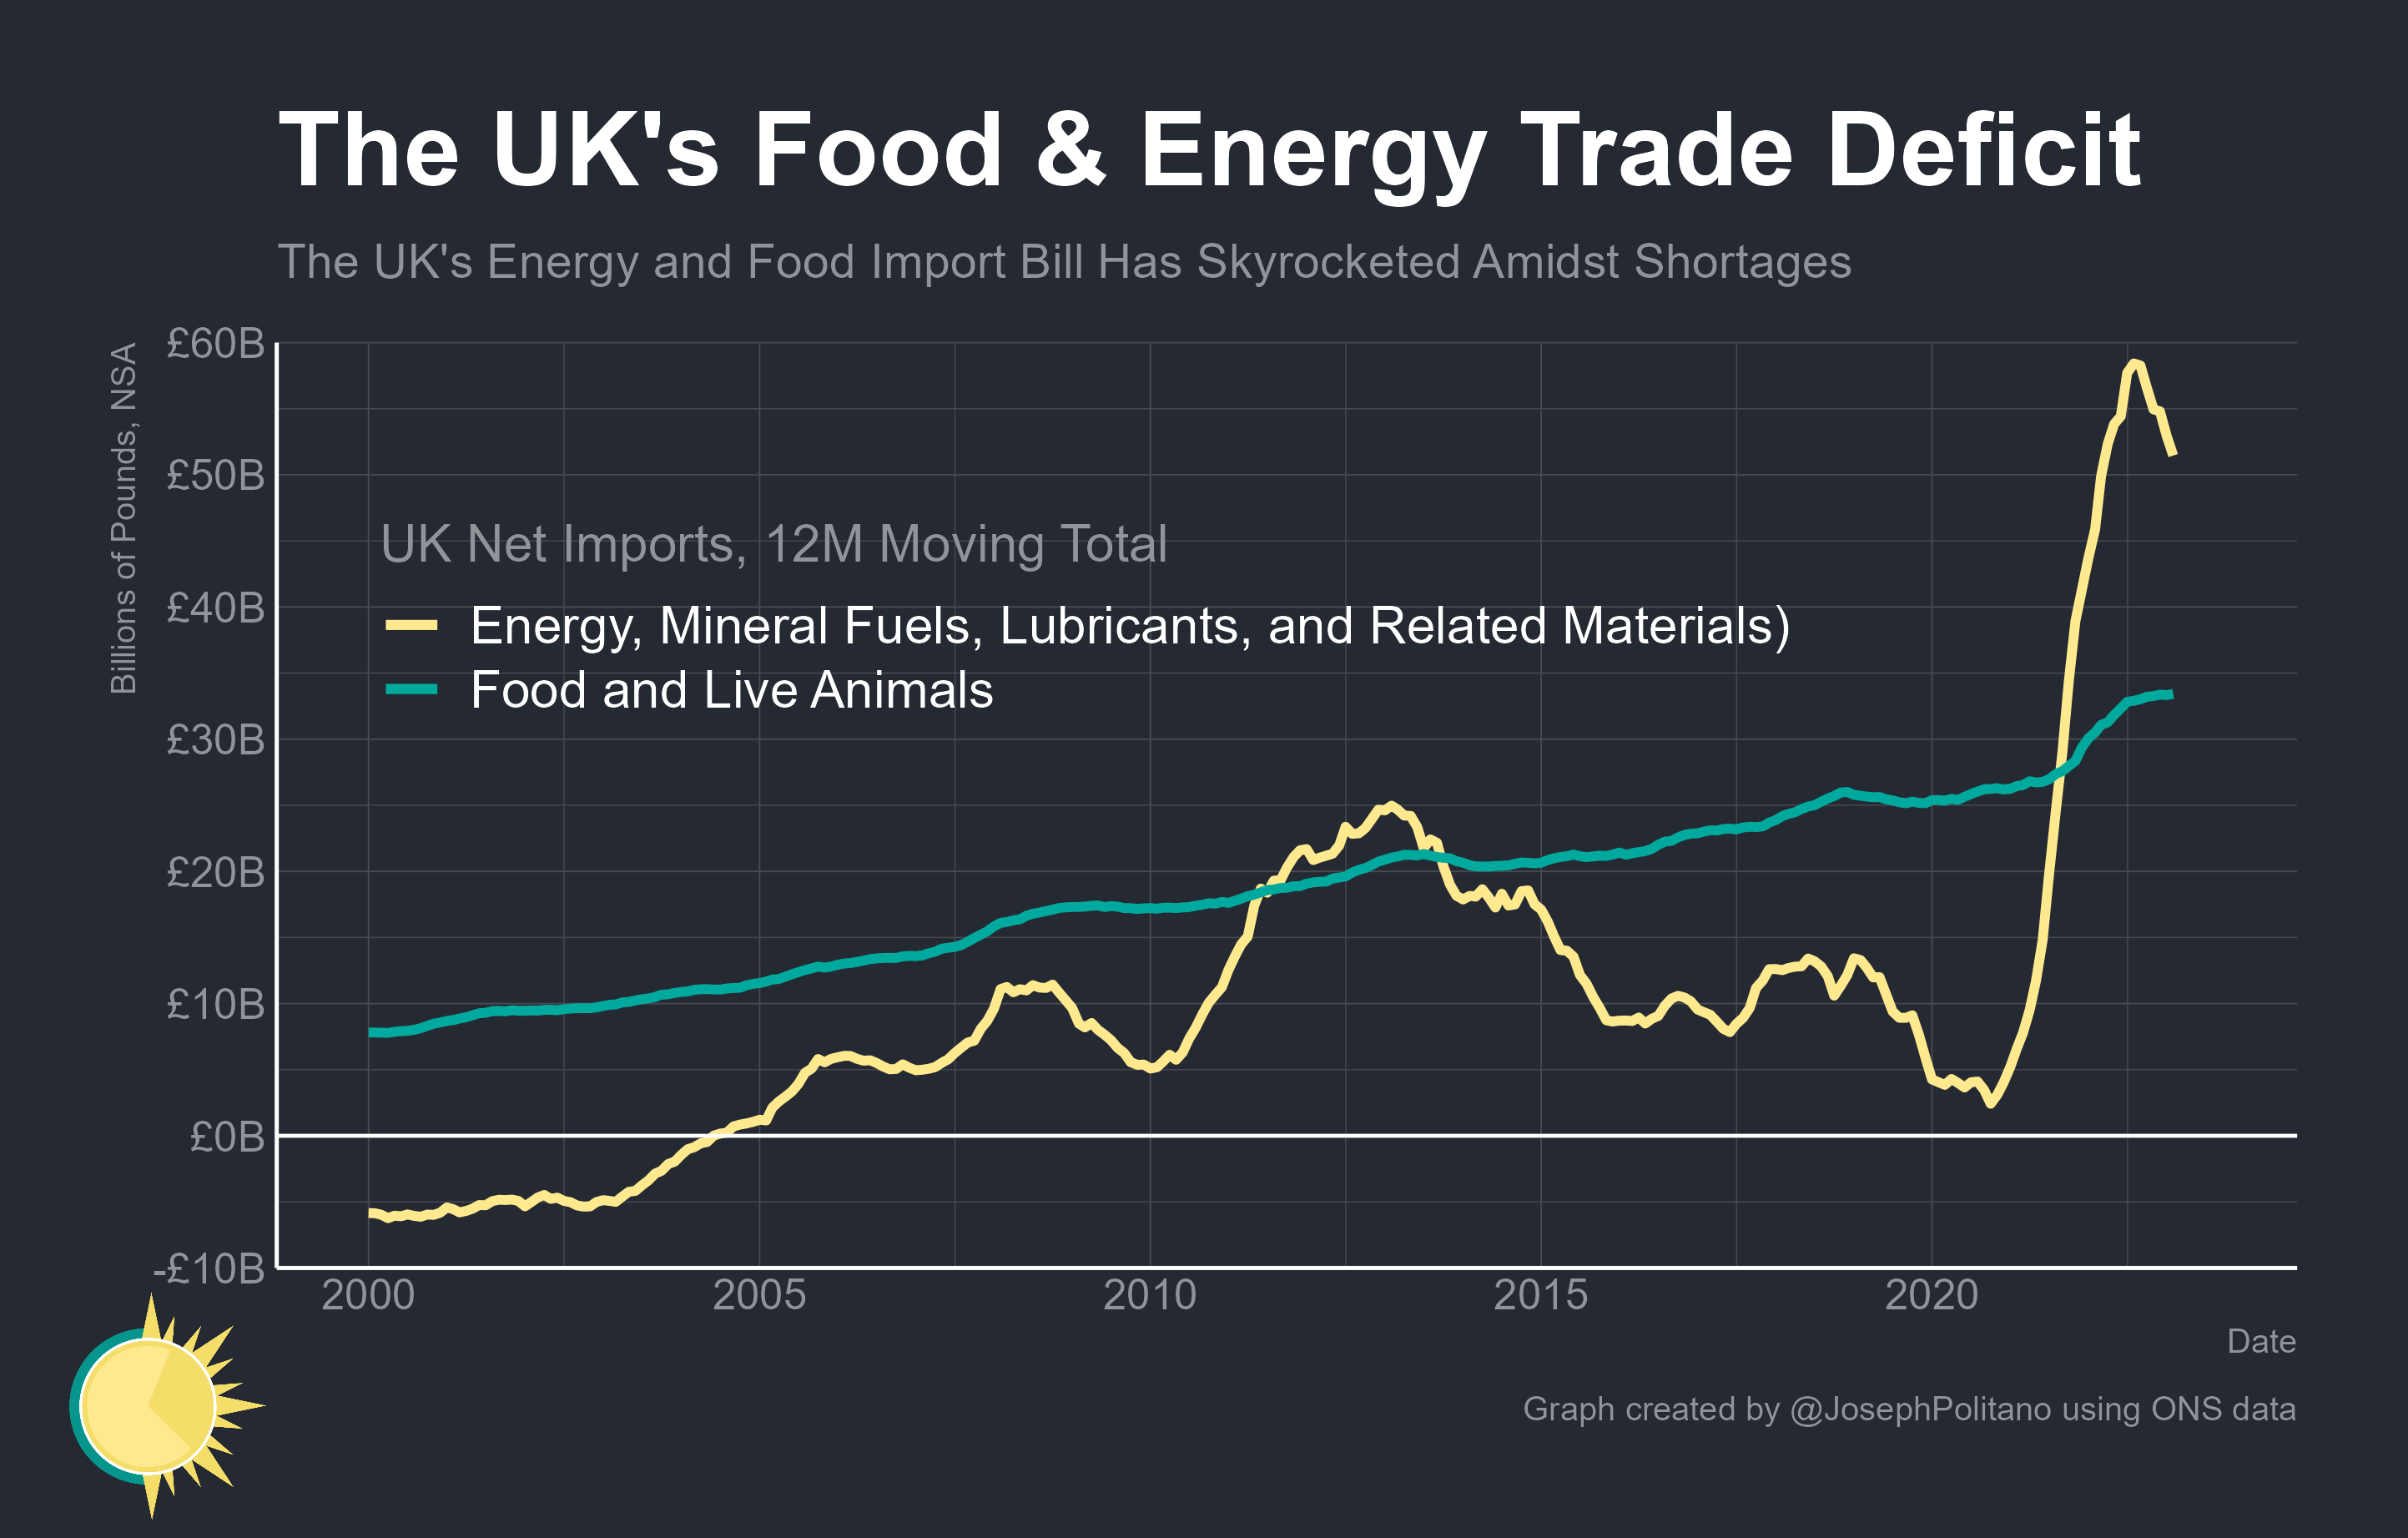 The UK's Food & Energy Trade Deficit
The UK's Energy and Food Import Bill Has Skyrocketed Amidst Shortages
Billions of Pounds, NSA
£60B
£50B
£40B
£30B
£20B
£10B
£0B
-£10B
UK Net Imports, 12M Moving Total
Energy, Mineral Fuels, Lubricants, and Related Materials)
Food and Live Animals
2000
2005
2010
2015
2020
Date
Graph created by @JosephPolitano using ONS data